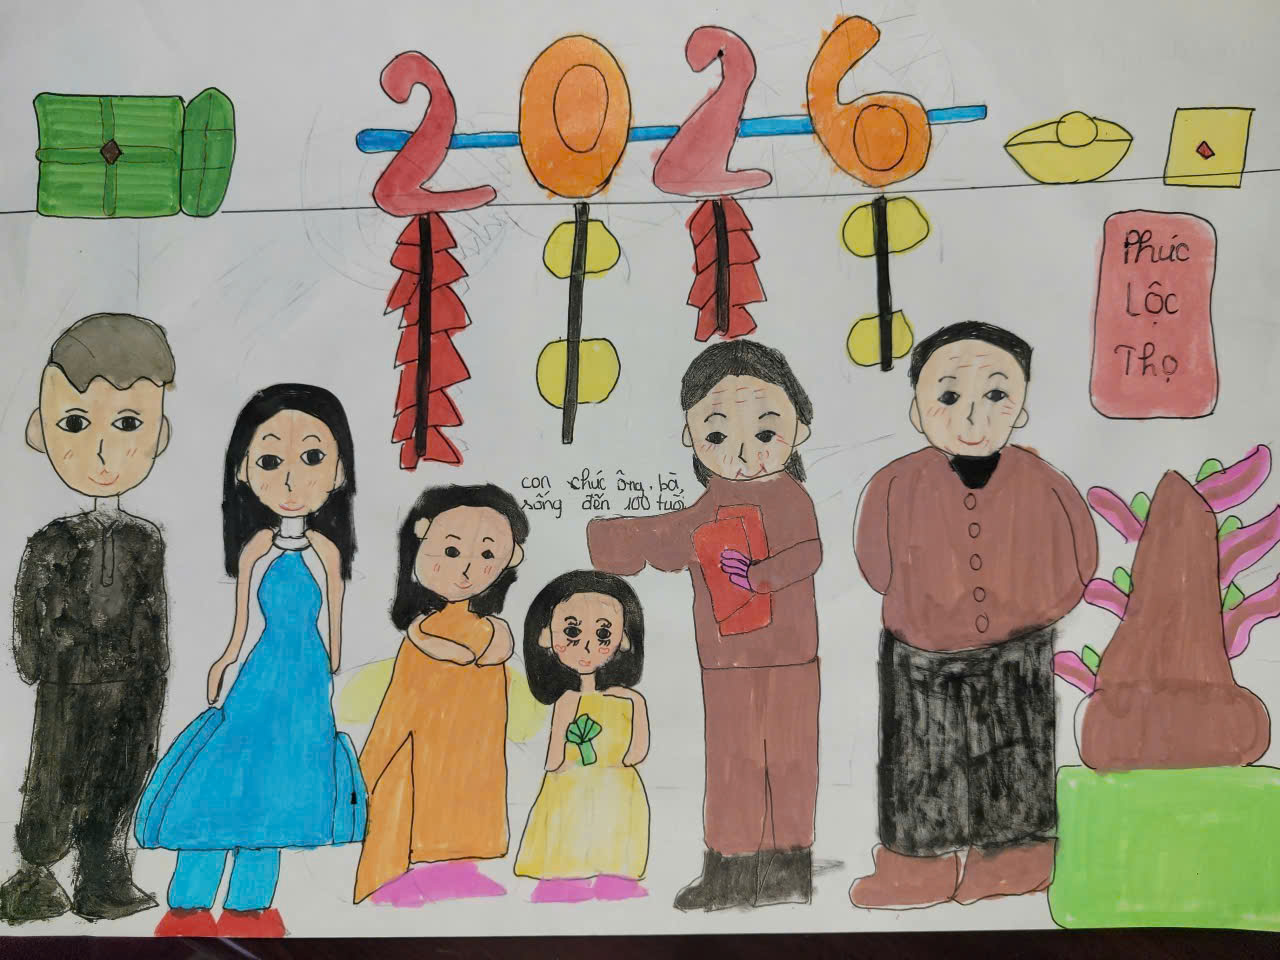 2026
Phúc
Lộc
Thọ
con chúc ông, bà,
sống đến 100 tuổi